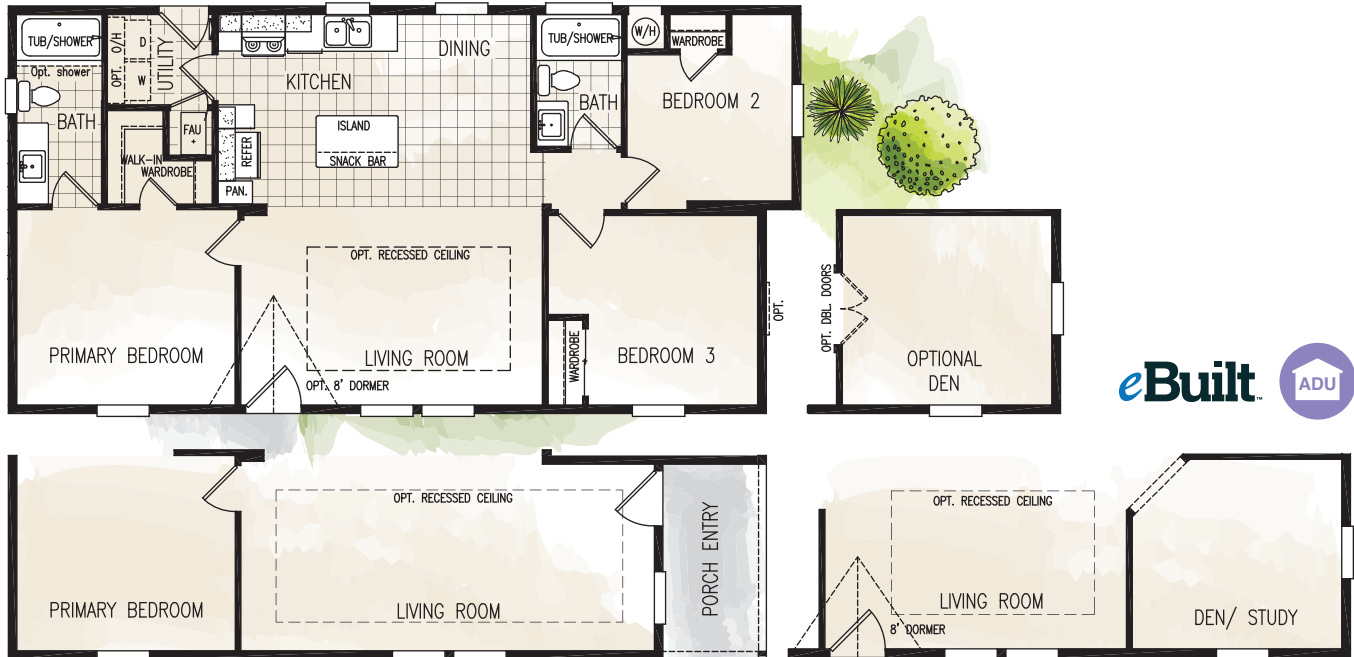 TUB/SHOWER
Opt. shower
BATH
OPT. O/H
D
W
UTILITY
WALK-IN
WARDROBE
FAU
REFER
PAN.
KITCHEN
DINING
ISLAND
SNACK BAR
TUB/SHOWER
BATH
W/H
WARDROBE
BEDROOM 2
PRIMARY BEDROOM
OPT. RECESSED CEILING
LIVING ROOM
OPT. 8' DORMER
WARDROBE
BEDROOM 3
OPT.
OPT. DBL DOORS
OPTIONAL
DEN
eBuilt™
ADU
PRIMARY BEDROOM
OPT. RECESSED CEILING
LIVING ROOM
PORCH ENTRY
OPT. RECESSED CEILING
LIVING ROOM
8' DORMER
DEN/ STUDY